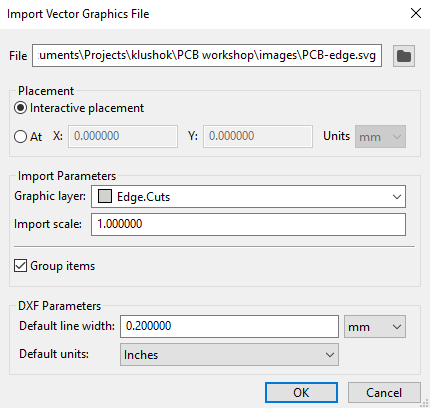 Import Vector Graphics File
File :uments\Projects\klushok\PCB workshop\images\PCB-edge.svg
Placement
Interactive placement
At X: 0.000000 Y: 0.000000 Units mm
Import Parameters
Graphic layer: Edge.Cuts
Import scale: 1.000000
Group items
DXF Parameters
Default line width: 0.200000 mm
Default units: Inches
OK Cancel